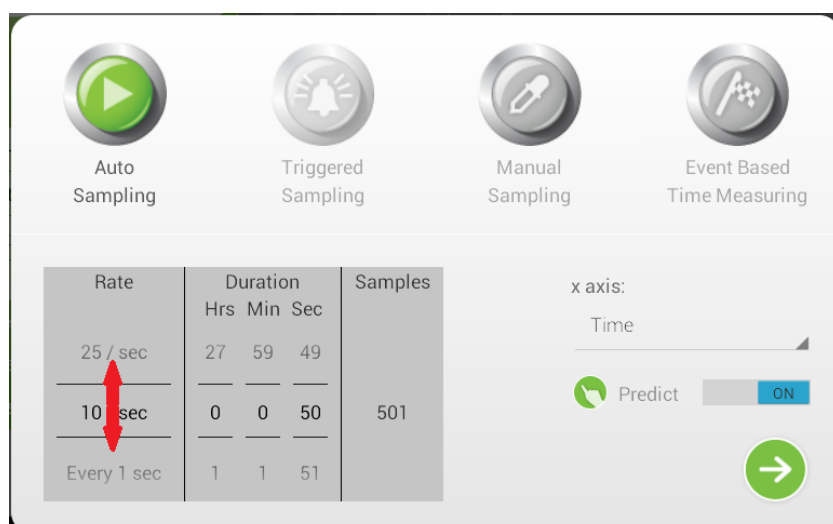 Auto
Sampling
Triggered
Sampling
Manual
Sampling
Event Based
Time Measuring
Rate
Duration
Samples
Hrs Min Sec
25 / sec 27 59 49
10 sec 0 0 50 501
Every 1 sec 1 1 51
x axis:
Time
Predict ON